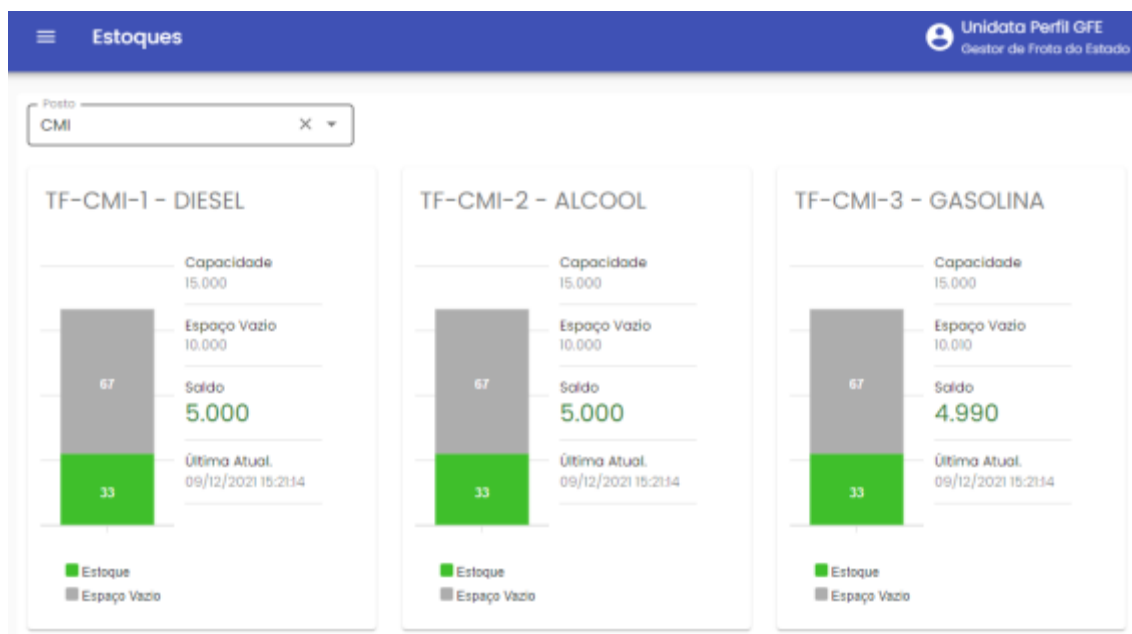 Estoques
Unidata Perfil GFE
Gestor de Frota do Estado
Posto
CMI
TF-CMI-1 - DIESEL
Capacidade
15.000
Espaço Vazio
10.000
67
Saldo
5.000
Última Atual.
09/12/2021 15:21:14
33
Estoque
Espaço Vazio
TF-CMI-2 - ALCOOL
Capacidade
15.000
Espaço Vazio
10.000
67
Saldo
5.000
Última Atual.
09/12/2021 15:21:14
33
Estoque
Espaço Vazio
TF-CMI-3 - GASOLINA
Capacidade
15.000
Espaço Vazio
10.010
67
Saldo
4.990
Última Atual.
09/12/2021 15:21:14
33
Estoque
Espaço Vazio